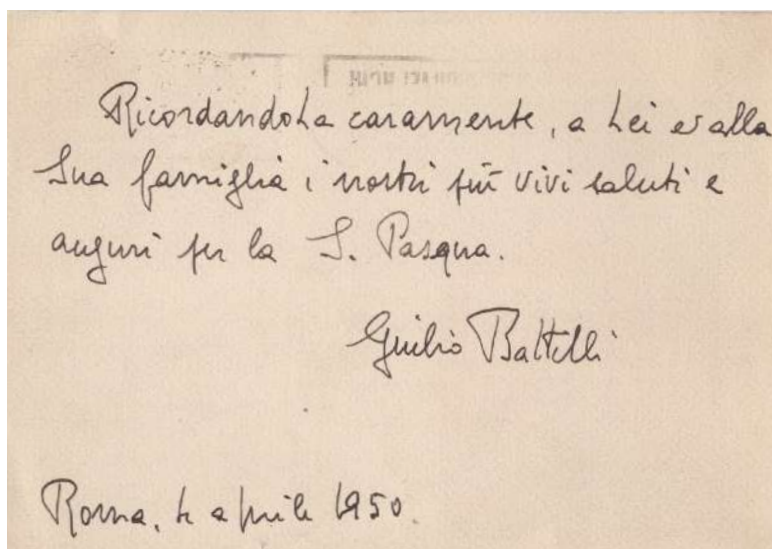 RicordandoLa caramente, a Lei e alla
Sua famiglia i nostri più vivi saluti e
auguri per la S. Pasqua.
Giulio Battelli
Roma, 4 aprile 1950.